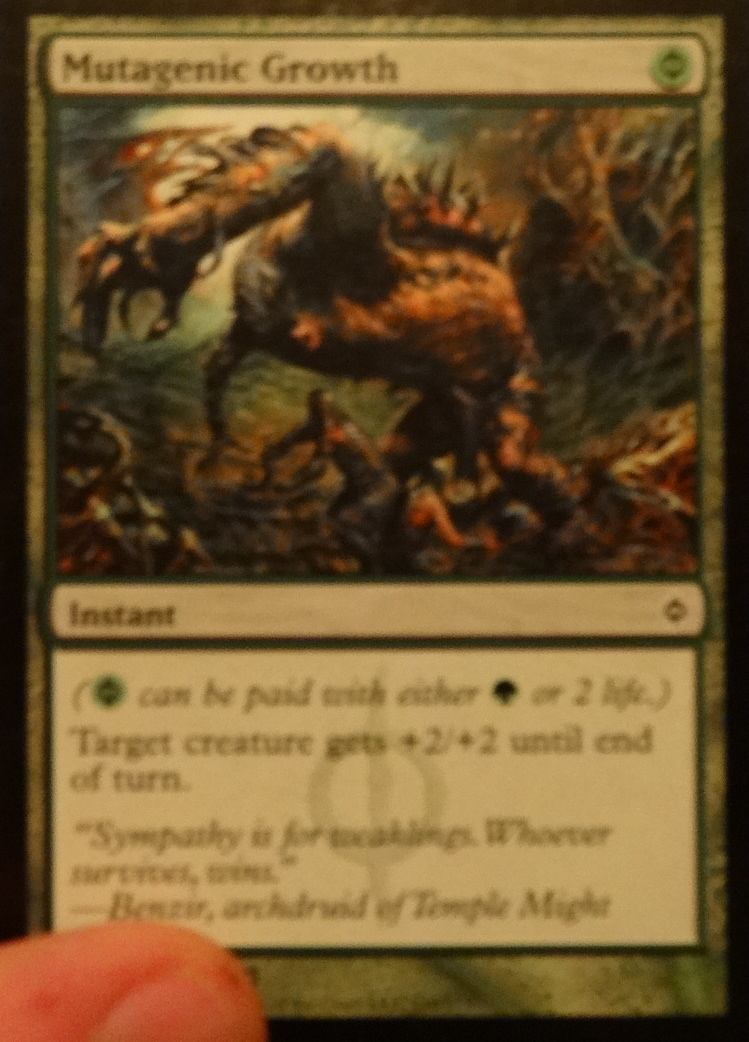 Mutagenic Growth
Instant
( can be paid with either or 2 life.)
Target creature gets +2/+2 until end
of turn.
"Sympathy is for weaklings. Whoever
survives, wins."
—Benzir, archdruid of Temple Might